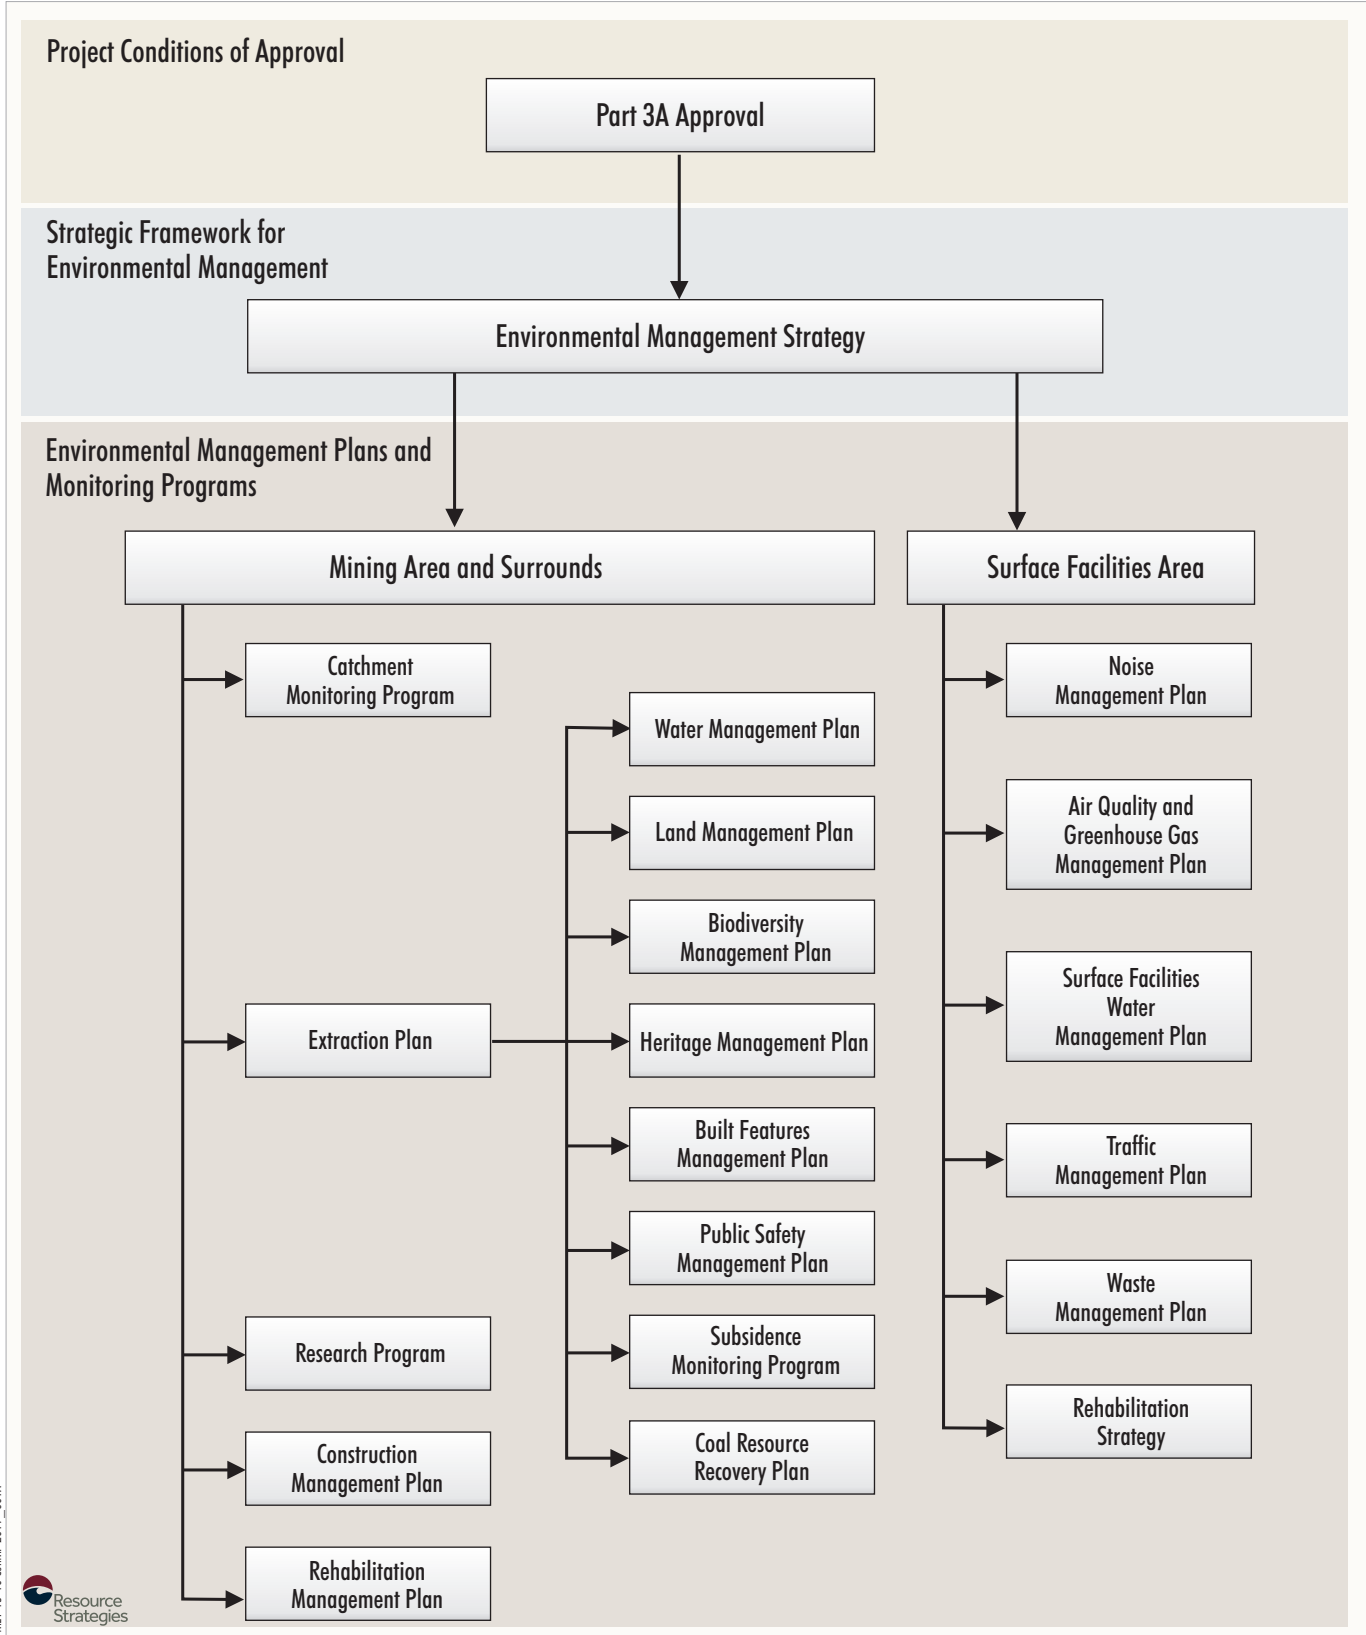 Project Conditions of Approval
Part 3A Approval
Strategic Framework for
Environmental Management
Environmental Management Strategy
Environmental Management Plans and
Monitoring Programs
Mining Area and Surrounds
Surface Facilities Area
Catchment
Monitoring Program
Extraction Plan
Research Program
Construction
Management Plan
Rehabilitation
Management Plan
Water Management Plan
Land Management Plan
Biodiversity
Management Plan
Heritage Management Plan
Built Features
Management Plan
Public Safety
Management Plan
Subsidence
Monitoring Program
Coal Resource
Recovery Plan
Noise
Management Plan
Air Quality and
Greenhouse Gas
Management Plan
Surface Facilities
Water
Management Plan
Traffic
Management Plan
Waste
Management Plan
Rehabilitation
Strategy
Resource
Strategies